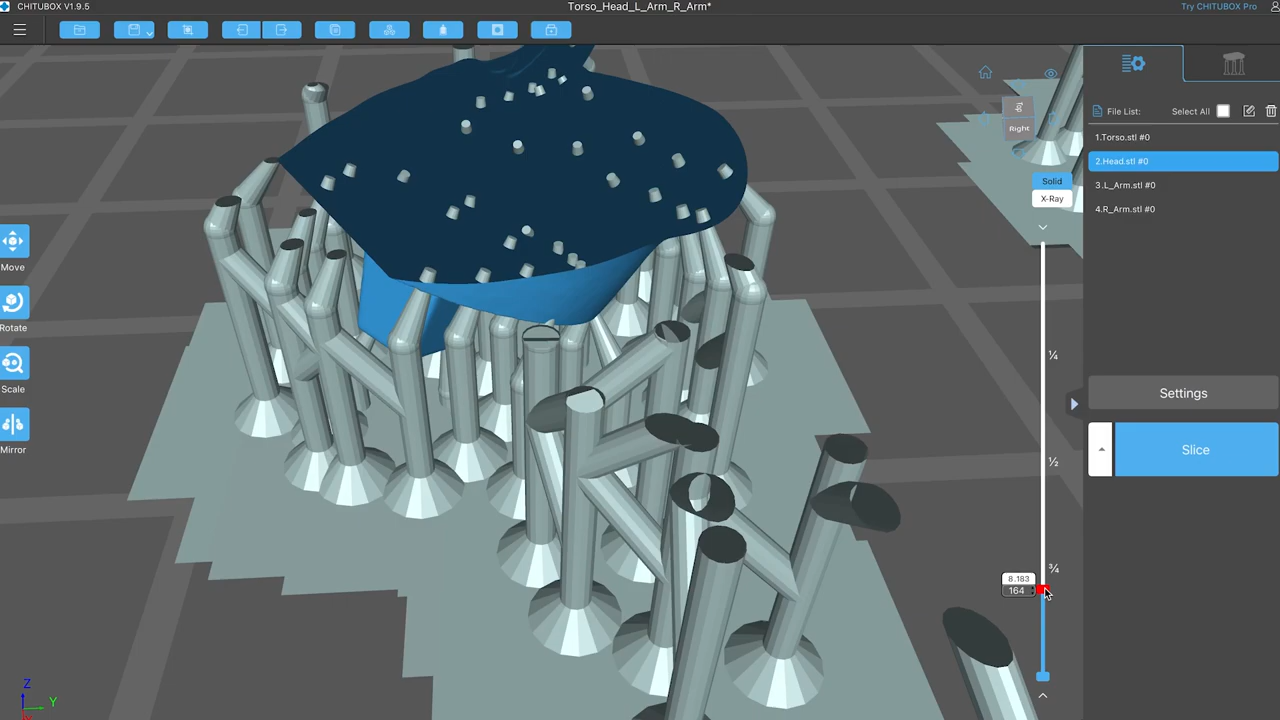 CHITUBOX V1.9.5
Torso_Head_L_Arm_R_Arm*
Try CHITUBOX Pro
File List:
Select All
1.Torso.stl #0
2.Head.stl #0
3.L_Arm.stl #0
4.R_Arm.stl #0
Right
Solid
X-Ray
Move
Rotate
Scale
Mirror
¼
½
¾
8.183
164
Settings
Slice
Z
Y